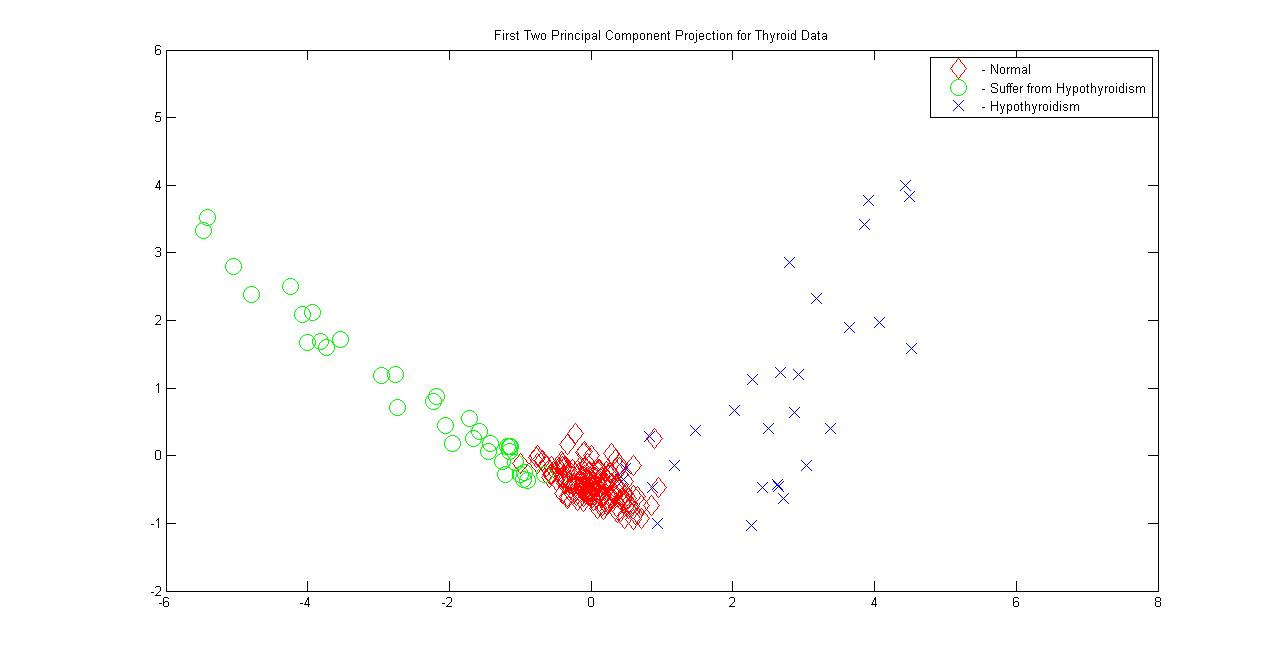 First Two Principal Component Projection for Thyroid Data
- Normal
- Suffer from Hypothyroidism
- Hypothyroidism
6
5
4
3
2
1
0
-1
-2
-6 -4 -2 0 2 4 6 8